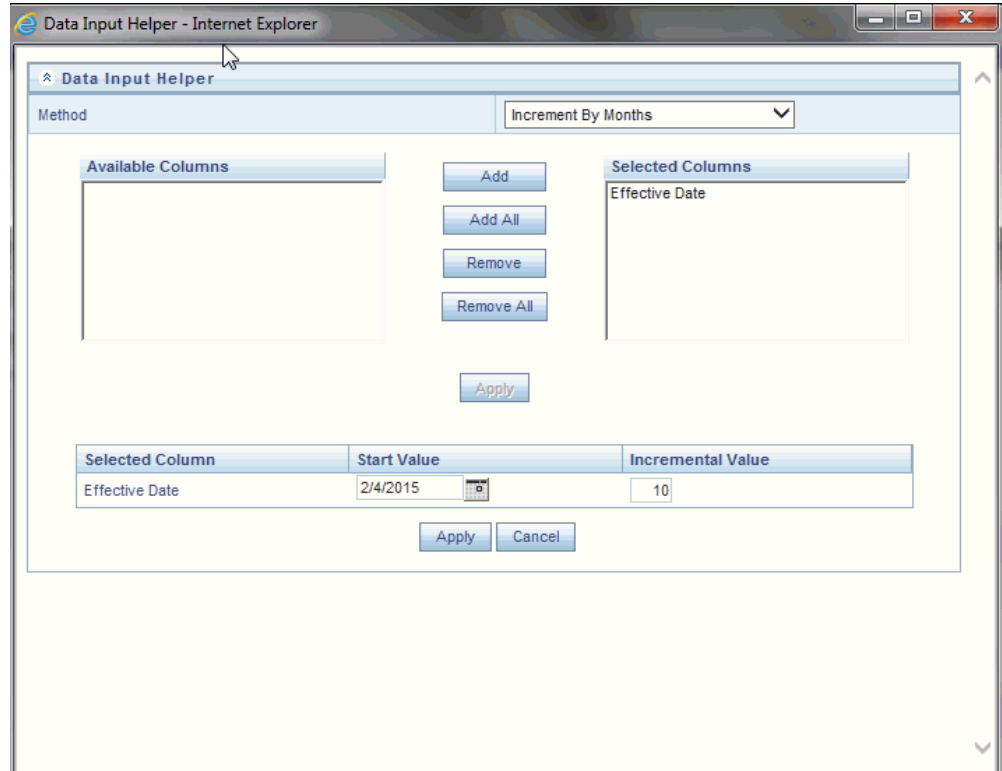 Data Input Helper - Internet Explorer
Data Input Helper
Method Increment By Months
Available Columns
Add
Add All
Remove
Remove All
Selected Columns
Effective Date
Apply
Selected Column Start Value Incremental Value
Effective Date 2/4/2015 10
Apply Cancel